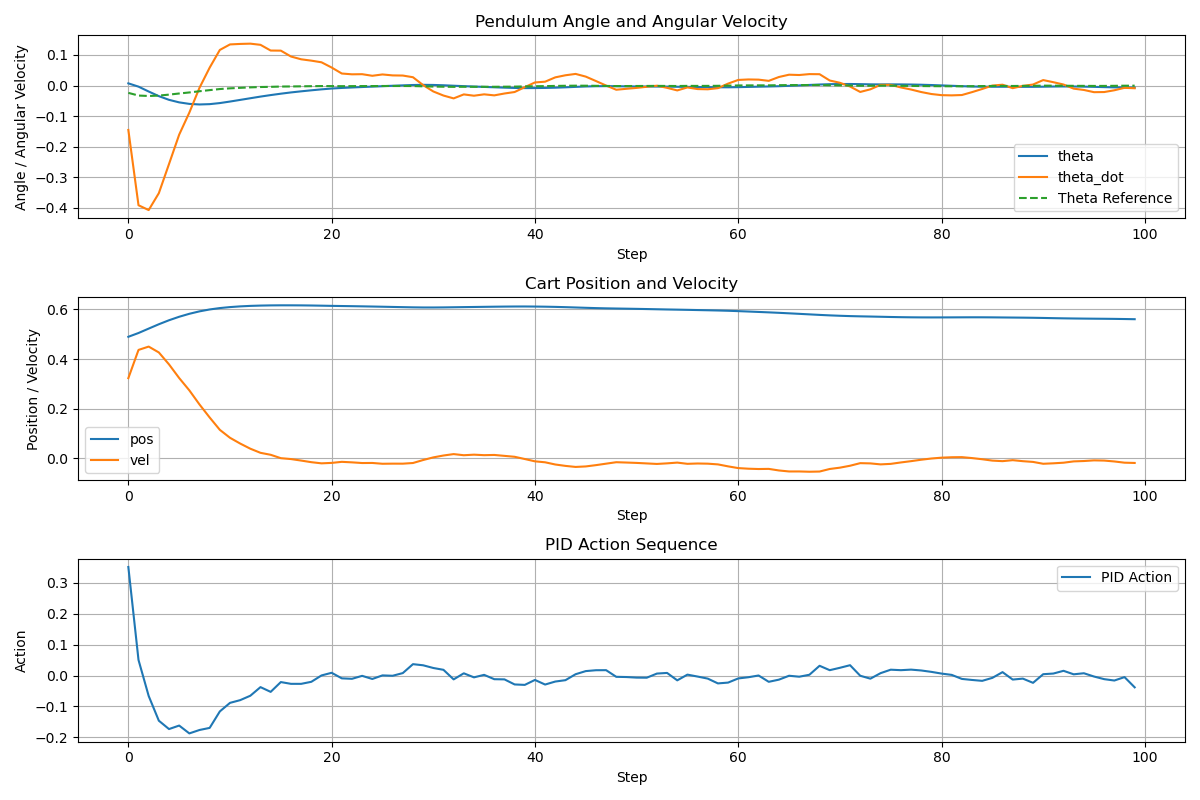 Pendulum Angle and Angular Velocity
Angle / Angular Velocity
0.1
0.0
−0.1
−0.2
−0.3
−0.4
theta
theta_dot
Theta Reference
0 20 40 60 80 100
Step
Cart Position and Velocity
Position / Velocity
0.6
0.4
0.2
0.0
pos
vel
0 20 40 60 80 100
Step
PID Action Sequence
Action
0.3
0.2
0.1
0.0
−0.1
−0.2
PID Action
0 20 40 60 80 100
Step